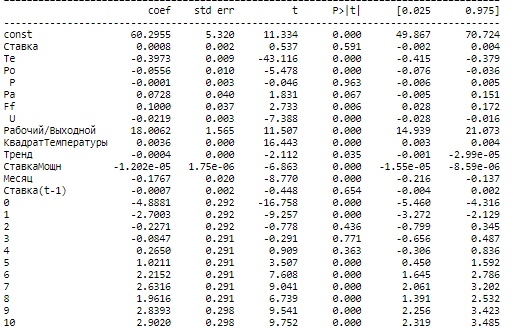 coef std err t P>|t| [0.025 0.975]
const 60.2955 5.320 11.334 0.000 49.867 70.724
Ставка 0.0008 0.002 0.537 0.591 -0.002 0.004
Te -0.3973 0.009 -43.116 0.000 -0.415 -0.379
Po -0.0556 0.010 -5.478 0.000 -0.076 -0.036
P -0.0001 0.003 -0.046 0.963 -0.006 0.005
Pa 0.0728 0.040 1.831 0.067 -0.005 0.151
Ff 0.1000 0.037 2.733 0.006 0.028 0.172
U -0.0219 0.003 -7.388 0.000 -0.028 -0.016
Рабочий/Выходной 18.0062 1.565 11.507 0.000 14.939 21.073
КвадратТемпературы 0.0036 0.000 16.443 0.000 0.003 0.004
Тренд -0.0004 0.000 -2.112 0.035 -0.001 -2.99e-05
СтавкаМощн -1.202e-05 1.75e-06 -6.863 0.000 -1.55e-05 -8.59e-06
Месяц -0.1767 0.020 -8.770 0.000 -0.216 -0.137
Ставка(t-1) -0.0007 0.002 -0.448 0.654 -0.004 0.002
0 -4.8881 0.292 -16.758 0.000 -5.460 -4.316
1 -2.7003 0.292 -9.257 0.000 -3.272 -2.129
2 -0.2271 0.292 -0.778 0.436 -0.799 0.345
3 -0.0847 0.291 -0.291 0.771 -0.656 0.487
4 0.2650 0.291 0.909 0.363 -0.306 0.836
5 1.0211 0.291 3.507 0.000 0.450 1.592
6 2.2152 0.291 7.608 0.000 1.645 2.786
7 2.6316 0.291 9.041 0.000 2.061 3.202
8 1.9616 0.291 6.739 0.000 1.391 2.532
9 2.8393 0.298 9.541 0.000 2.256 3.423
10 2.9020 0.298 9.752 0.000 2.319 3.485